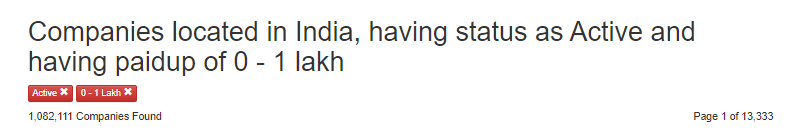 Companies located in India, having status as Active and
having paidup of 0 - 1 lakh
Active ✖ 0 - 1 Lakh ✖
1,082,111 Companies Found Page 1 of 13,333